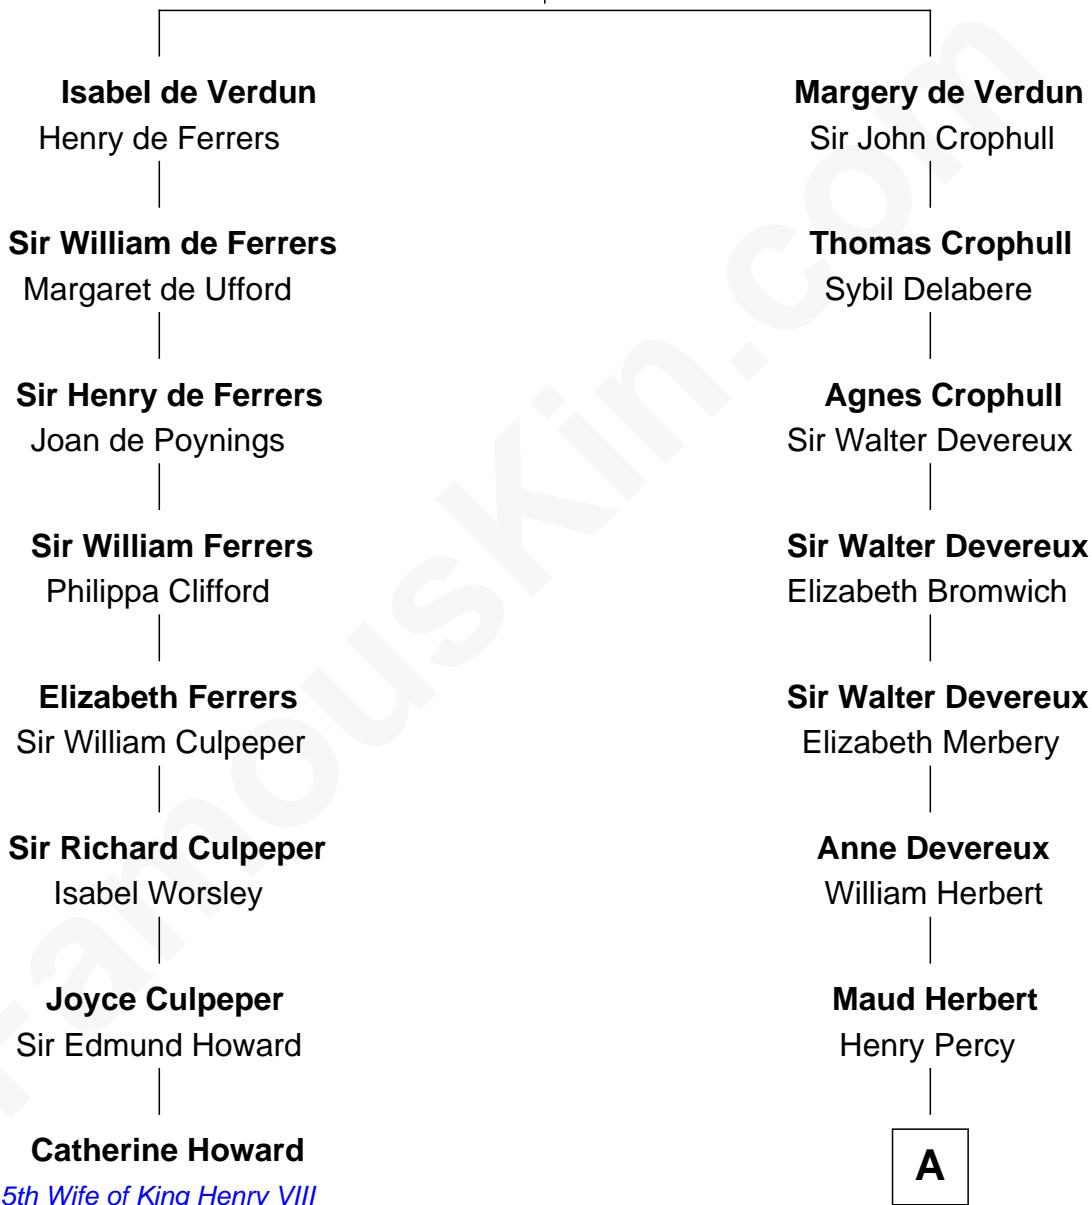 Isabel de Verdun
Henry de Ferrers
Sir William de Ferrers
Margaret de Ufford
Sir Henry de Ferrers
Joan de Poynings
Sir William Ferrers
Philippa Clifford
Elizabeth Ferrers
Sir William Culpeper
Sir Richard Culpeper
Isabel Worsley
Joyce Culpeper
Sir Edmund Howard
Catherine Howard
5th Wife of King Henry VIII
Margery de Verdun
Sir John Crophull
Thomas Crophull
Sybil Delabere
Agnes Crophull
Sir Walter Devereux
Sir Walter Devereux
Elizabeth Bromwich
Sir Walter Devereux
Elizabeth Merbery
Anne Devereux
William Herbert
Maud Herbert
Henry Percy
A
FamousKin.com